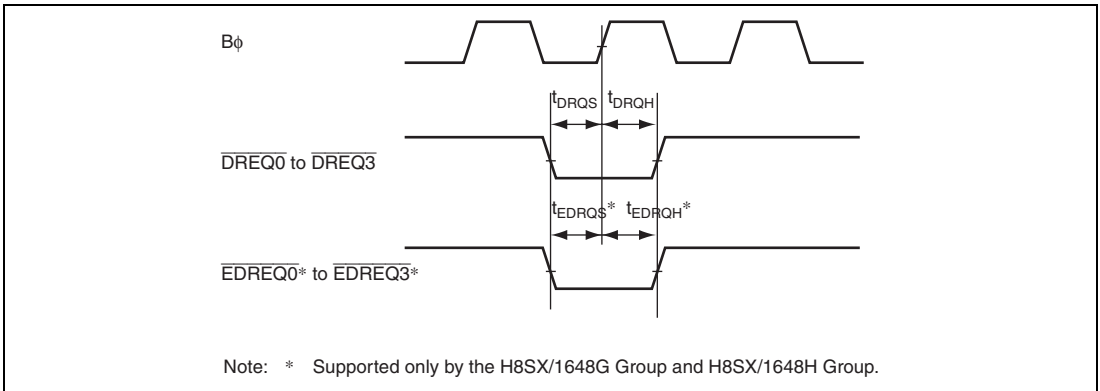 Bφ
tDRQS tDRQH
DREQ0 to DREQ3
tEDRQS* tEDRQH*
EDREQ0* to EDREQ3*
Note: * Supported only by the H8SX/1648G Group and H8SX/1648H Group.